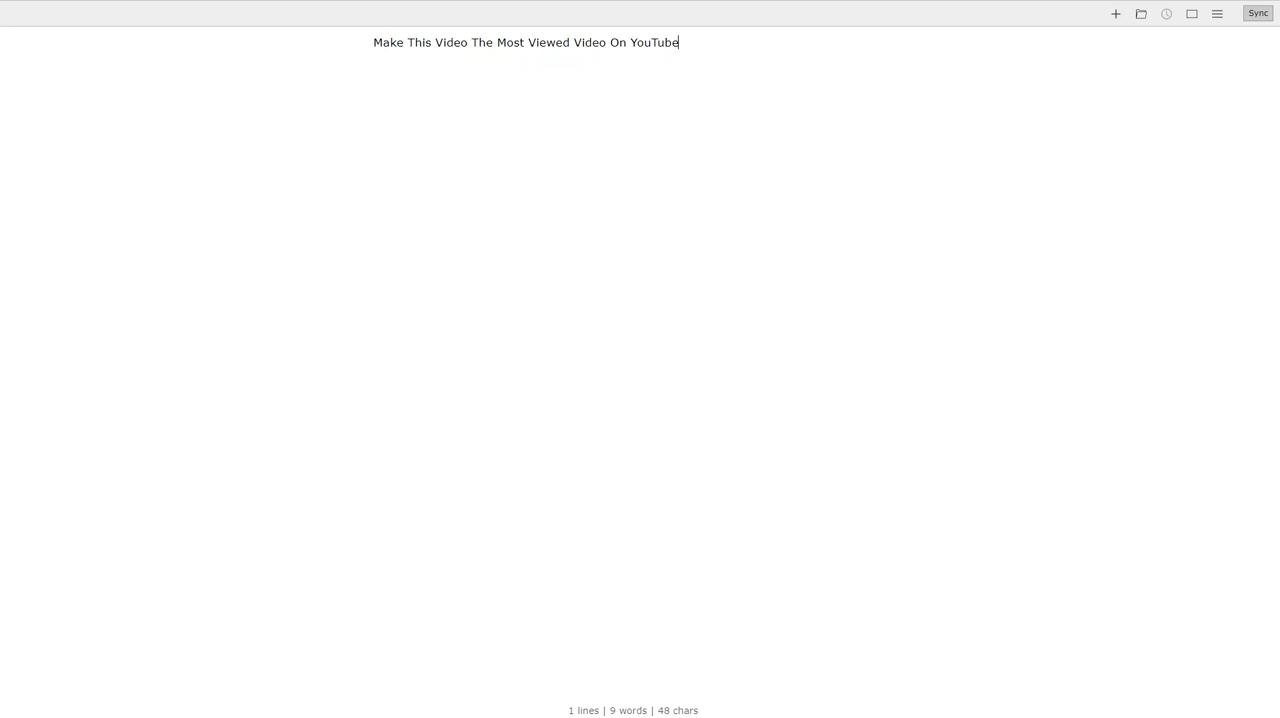 Sync
Make This Video The Most Viewed Video On YouTube
1 lines | 9 words | 48 chars